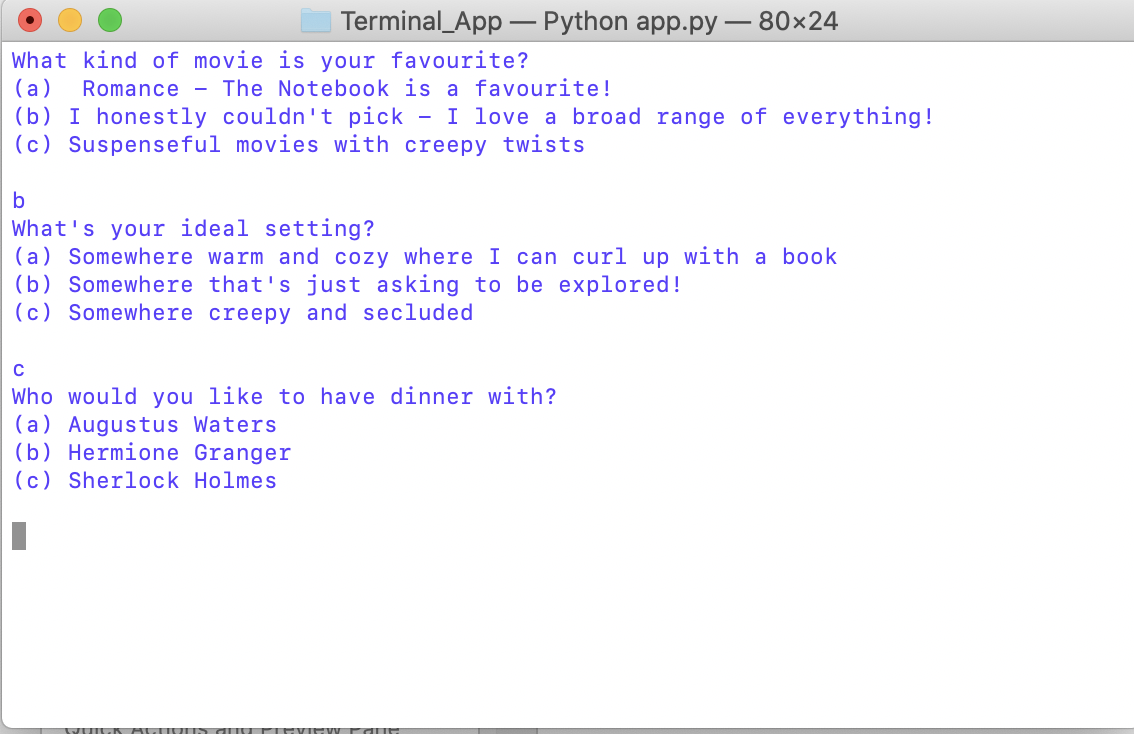 Terminal_App — Python app.py — 80×24
What kind of movie is your favourite?
(a)  Romance – The Notebook is a favourite!
(b) I honestly couldn't pick – I love a broad range of everything!
(c) Suspenseful movies with creepy twists
b
What's your ideal setting?
(a) Somewhere warm and cozy where I can curl up with a book
(b) Somewhere that's just asking to be explored!
(c) Somewhere creepy and secluded
c
Who would you like to have dinner with?
(a) Augustus Waters
(b) Hermione Granger
(c) Sherlock Holmes
Quick Actions and Preview Pane